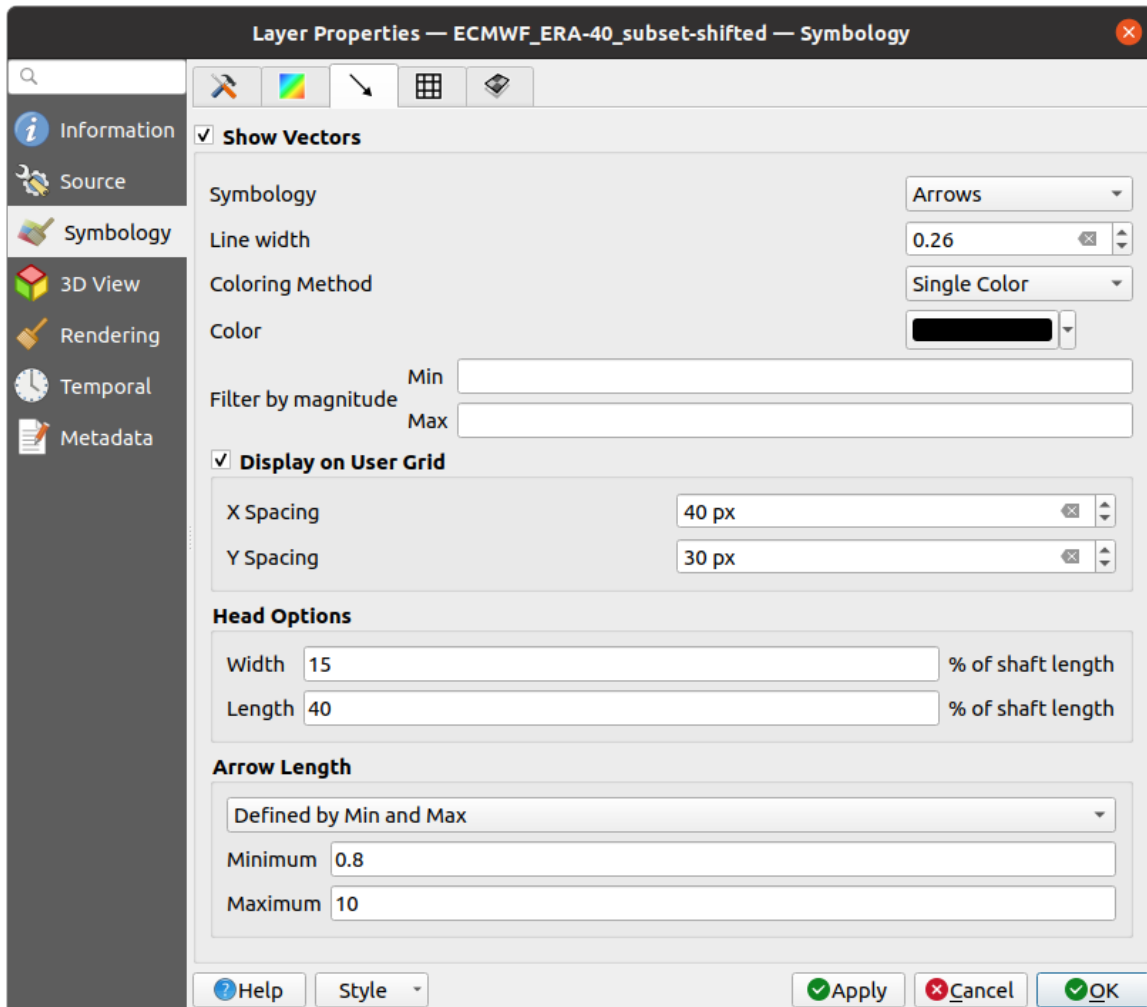 Layer Properties — ECMWF_ERA-40_subset-shifted — Symbology
Information
Source
Symbology
3D View
Rendering
Temporal
Metadata
Show Vectors
Symbology Arrows
Line width 0.26
Coloring Method Single Color
Color
Filter by magnitude
Min
Max
Display on User Grid
X Spacing 40 px
Y Spacing 30 px
Head Options
Width 15 % of shaft length
Length 40 % of shaft length
Arrow Length
Defined by Min and Max
Minimum 0.8
Maximum 10
Help Style Apply Cancel OK